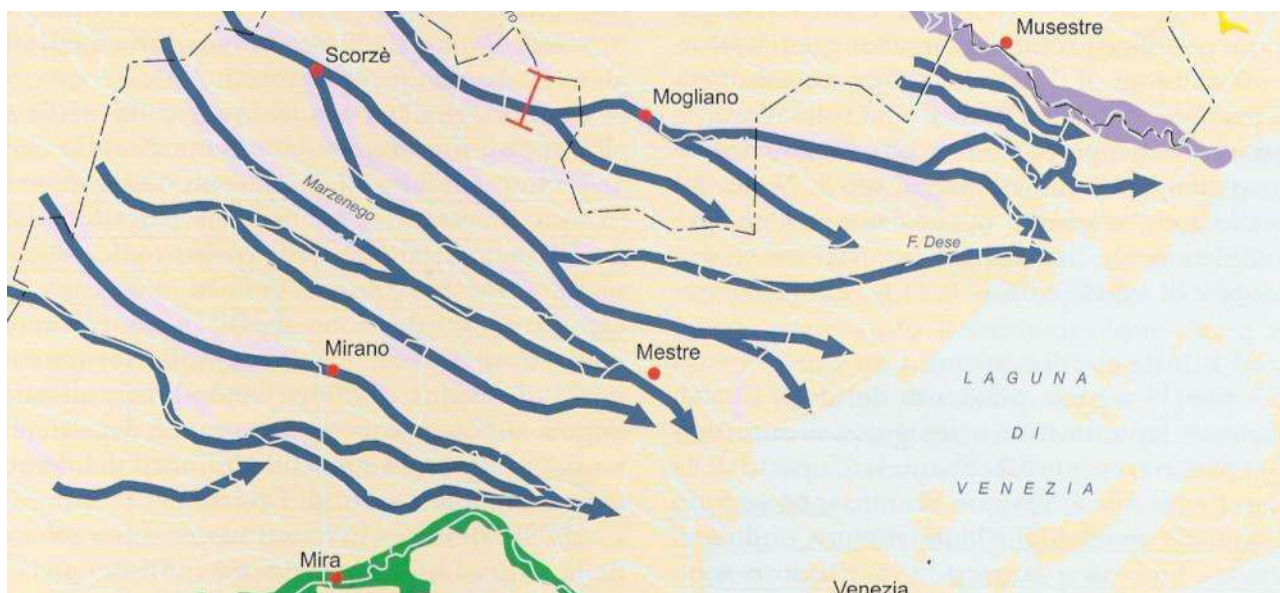 Musestre
Scorzè
Mogliano
Marzenego
F. Dese
Mirano
Mestre
LAGUNA
DI
VENEZIA
Mira
Venezia